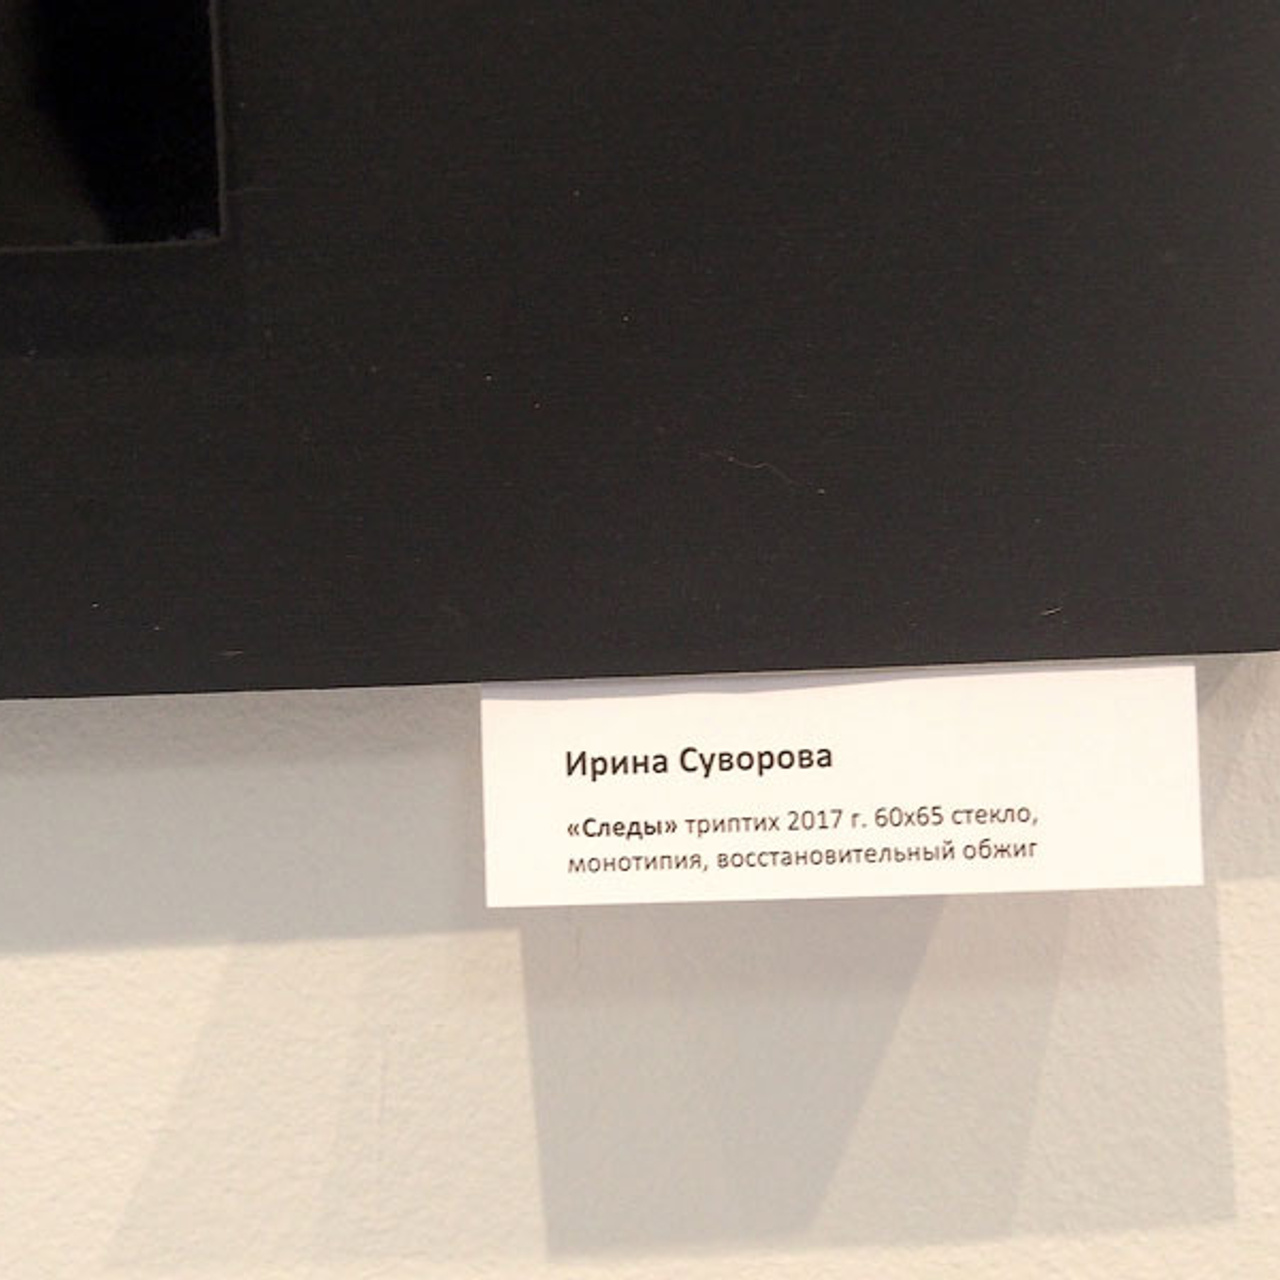 Ирина Суворова
«Следы» триптих 2017 г. 60х65 стекло,
монотипия, восстановительный обжиг